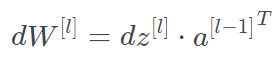 dW^{[l]} = dz^{[l]} · a^{[l−1]^T}